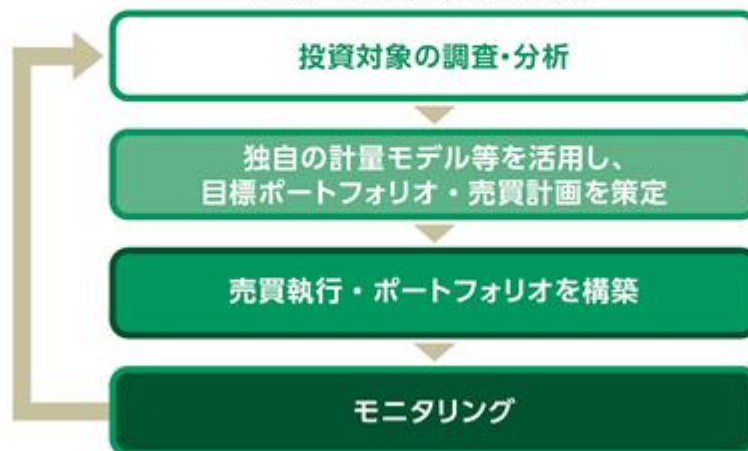 投資対象の調査・分析
独自の計量モデル等を活用し、
目標ポートフォリオ・売買計画を策定
売買執行・ポートフォリオを構築
モニタリング